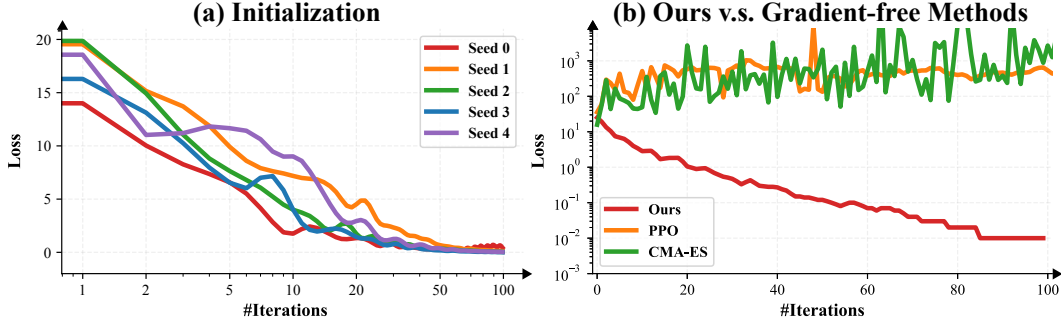 (a) Initialization
Loss
20
15
10
5
0
1
2
5
10
20
50
100
#Iterations
Seed 0
Seed 1
Seed 2
Seed 3
Seed 4
(b) Ours v.s. Gradient-free Methods
Loss
10³
10²
10¹
10⁰
10⁻¹
10⁻²
10⁻³
0
20
40
60
80
100
#Iterations
Ours
PPO
CMA-ES